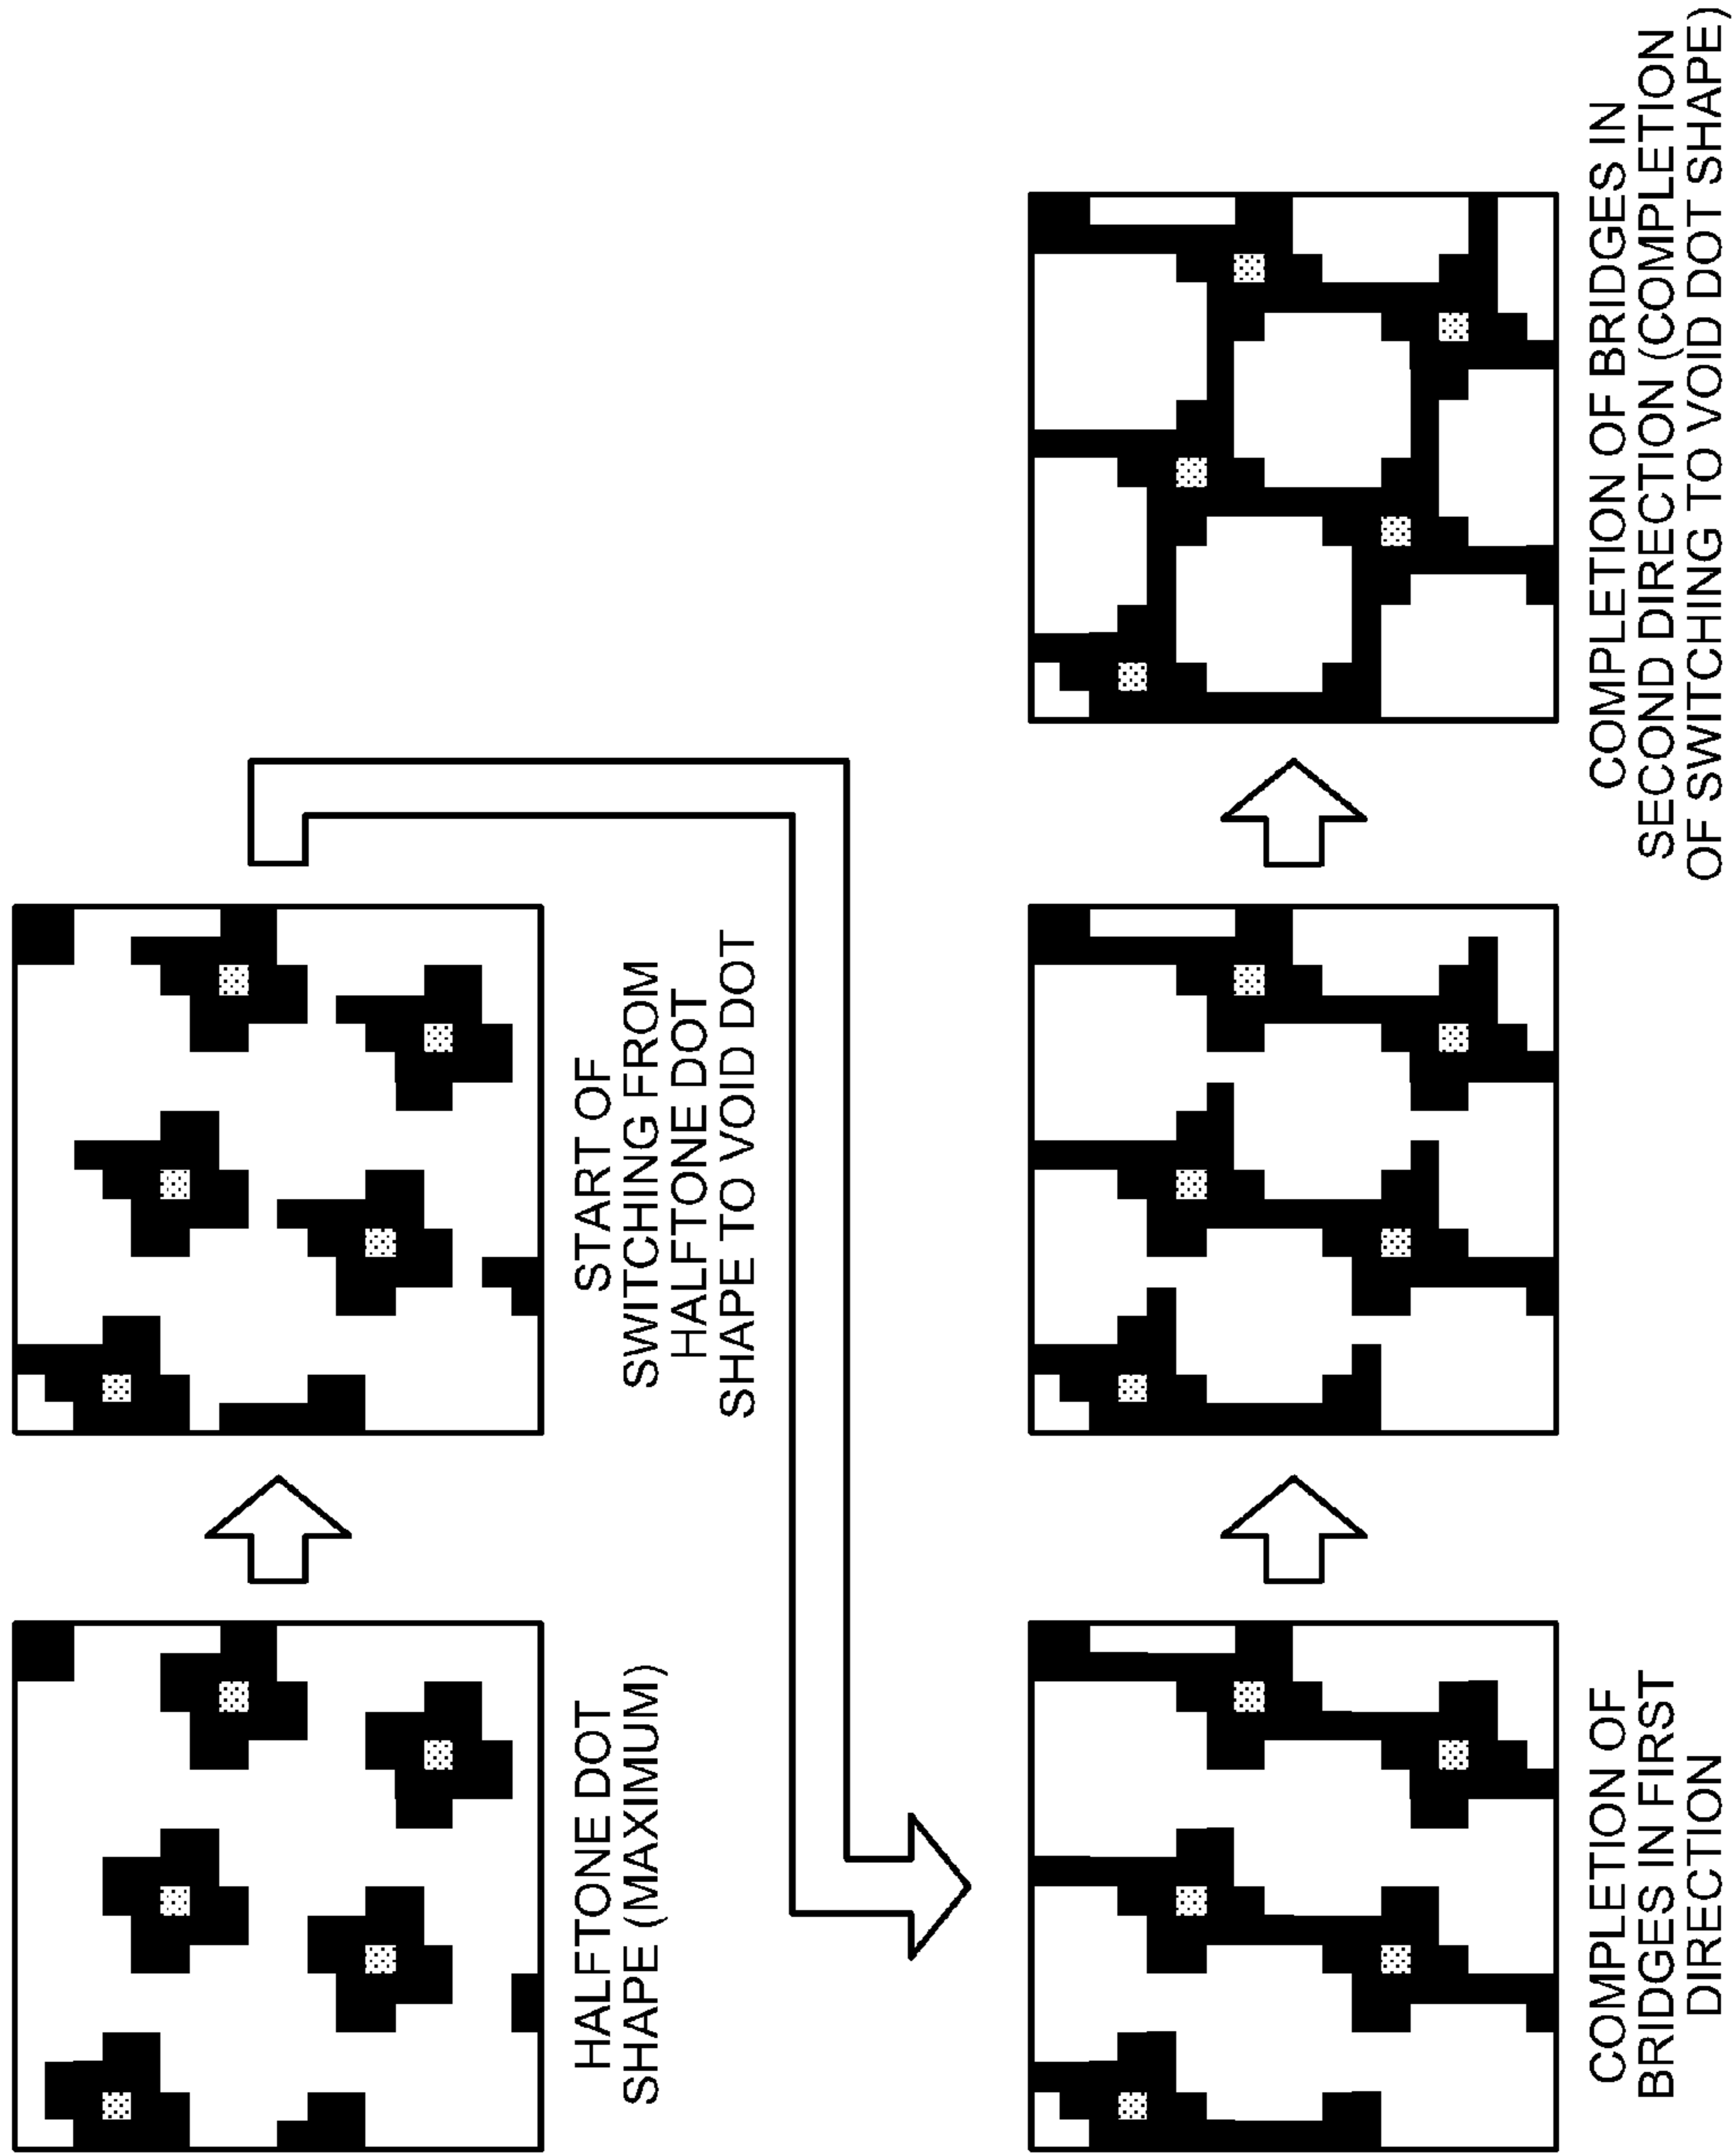 HALFTONE DOT
SHAPE (MAXIMUM)
START OF
SWITCHING FROM
HALFTONE DOT
SHAPE TO VOID DOT
COMPLETION OF
BRIDGES IN FIRST
DIRECTION
COMPLETION OF BRIDGES IN
SECOND DIRECTION (COMPLETION
OF SWITCHING TO VOID DOT SHAPE)